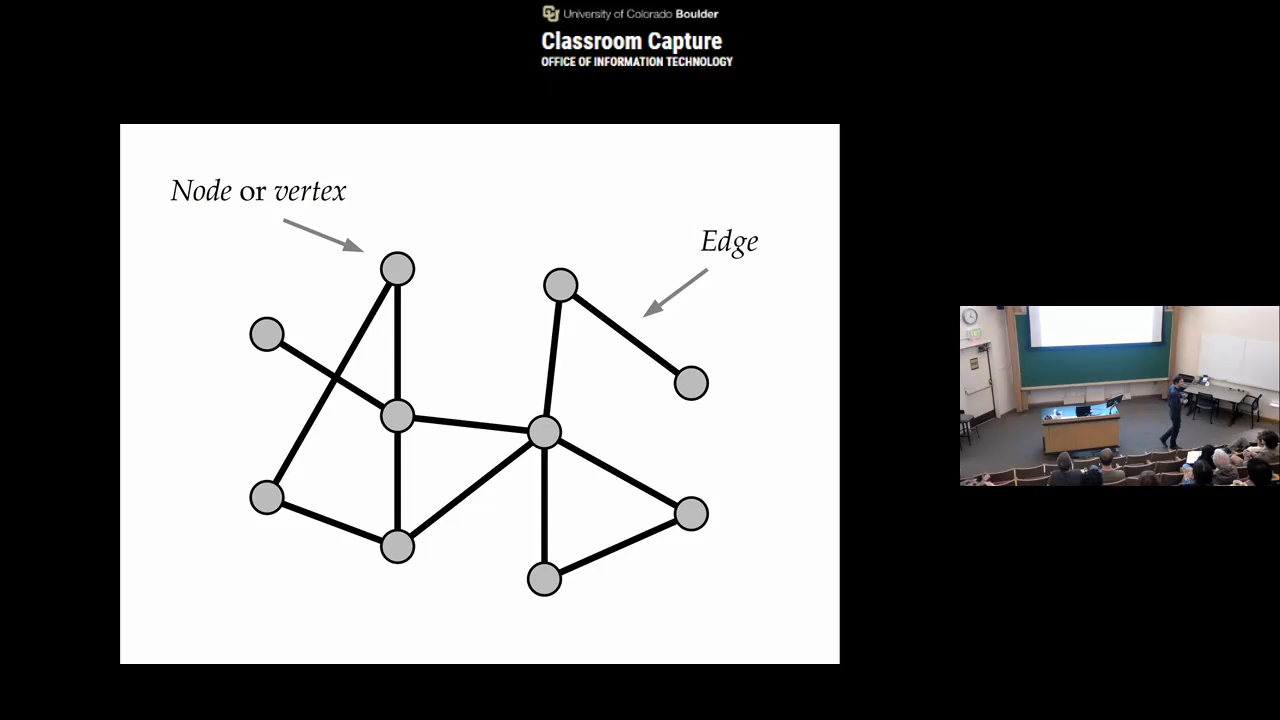 University of Colorado Boulder
Classroom Capture
OFFICE OF INFORMATION TECHNOLOGY
Node or vertex
Edge